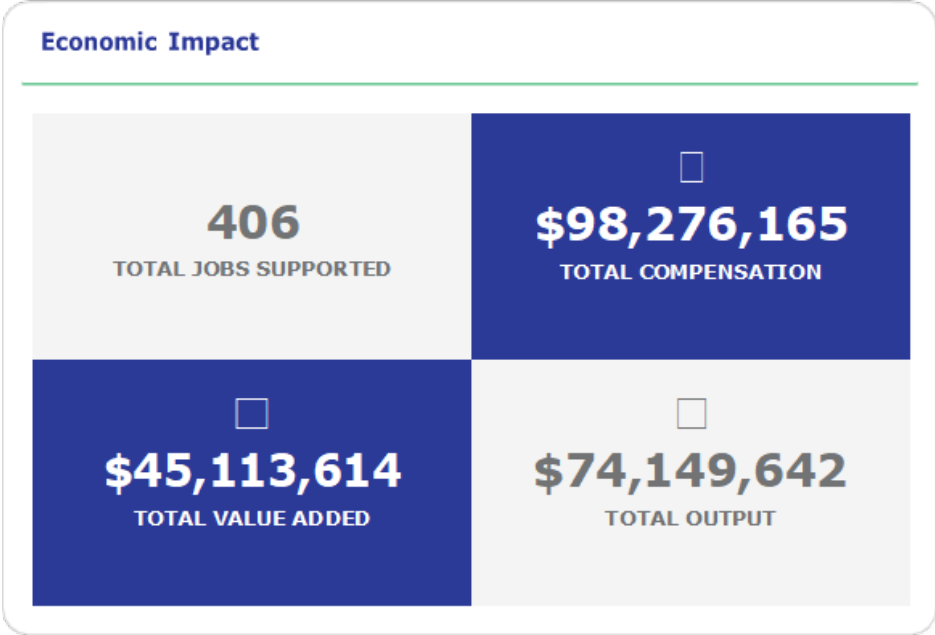 Economic Impact
406
TOTAL JOBS SUPPORTED
$98,276,165
TOTAL COMPENSATION
$45,113,614
TOTAL VALUE ADDED
$74,149,642
TOTAL OUTPUT